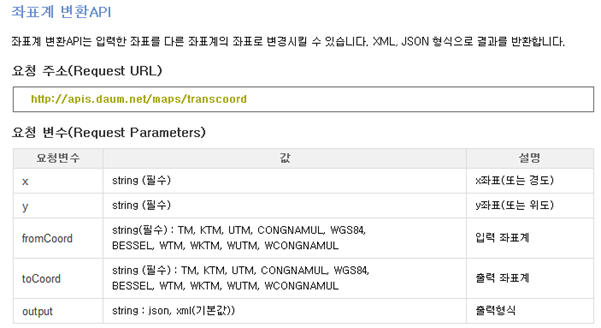 좌표계 변환API
좌표계 변환API는 입력한 좌표를 다른 좌표계의 좌표로 변경시킬 수 있습니다. XML, JSON 형식으로 결과를 반환합니다.
요청 주소(Request URL)
http://apis.daum.net/maps/transcoord
요청 변수(Request Parameters)
요청변수 값 설명
x string (필수) x좌표(또는 경도)
y string (필수) y좌표(또는 위도)
fromCoord string(필수) : TM, KTM, UTM, CONGNAMUL, WGS84, 입력 좌표계
BESSEL, WTM, WKTM, WUTM, WCONGNAMUL
toCoord string (필수) : TM, KTM, UTM, CONGNAMUL, WGS84, 출력 좌표계
BESSEL, WTM, WKTM, WUTM, WCONGNAMUL
output string : json, xml(기본값)) 출력형식